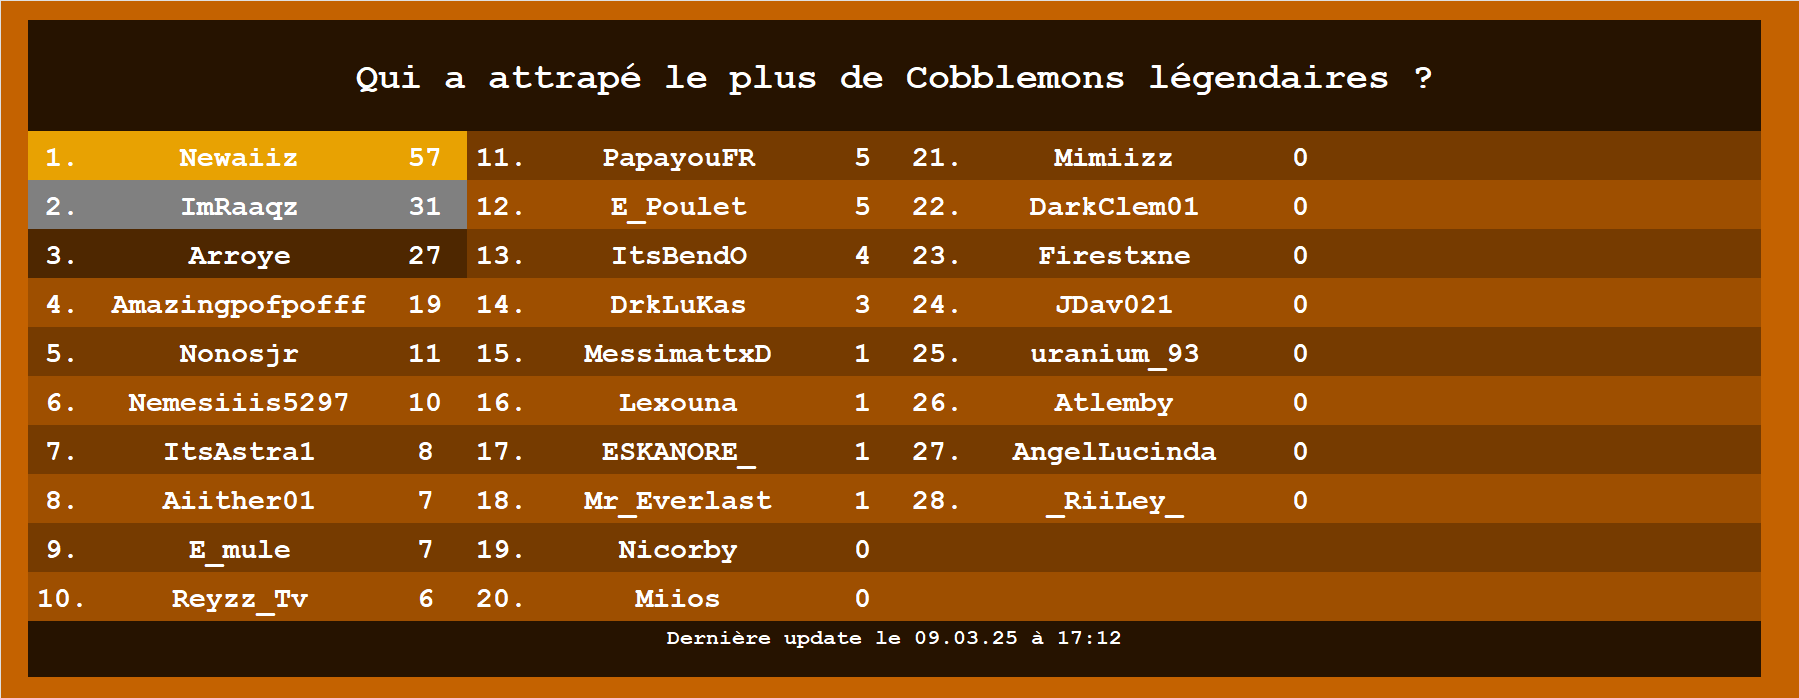 Qui a attrapé le plus de Cobblemons légendaires ?
1. Newaiiz 57
2. ImRaaqz 31
3. Arroye 27
4. Amazingpofpofff 19
5. Nonosjr 11
6. Nemesiiis5297 10
7. ItsAstra1 8
8. Aiither01 7
9. E_mule 7
10. Reyzz_Tv 6
11. PapayouFR 5
12. E_Poulet 5
13. ItsBendO 4
14. DrkLuKas 3
15. MessimattxD 1
16. Lexouna 1
17. ESKANORE_ 1
18. Mr_Everlast 1
19. Nicorby 0
20. Miios 0
21. Mimiizz 0
22. DarkClem01 0
23. Firestxne 0
24. JDav021 0
25. uranium_93 0
26. Atlemby 0
27. AngelLucinda 0
28. _RiiLey_ 0
Dernière update le 09.03.25 à 17:12